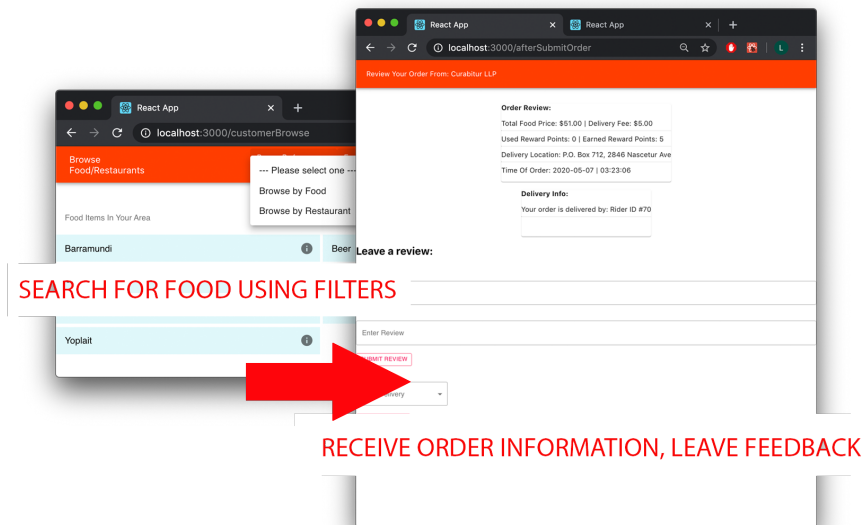 React App
localhost:3000/customerBrowse
Browse
Food/Restaurants
--- Please select one ---
Browse by Food
Browse by Restaurant
Food Items In Your Area
Barramundi
Beer
Yoplait
SEARCH FOR FOOD USING FILTERS
React App
React App
localhost:3000/afterSubmitOrder
L
Review Your Order From: Curabitur LLP
Order Review:
Total Food Price: $51.00 | Delivery Fee: $5.00
Used Reward Points: 0 | Earned Reward Points: 5
Delivery Location: P.O. Box 712, 2846 Nascetur Ave
Time Of Order: 2020-05-07 | 03:23:06
Delivery Info:
Your order is delivered by: Rider ID #70
Leave a review:
Enter Review
SUBMIT REVIEW
RECEIVE ORDER INFORMATION, LEAVE FEEDBACK